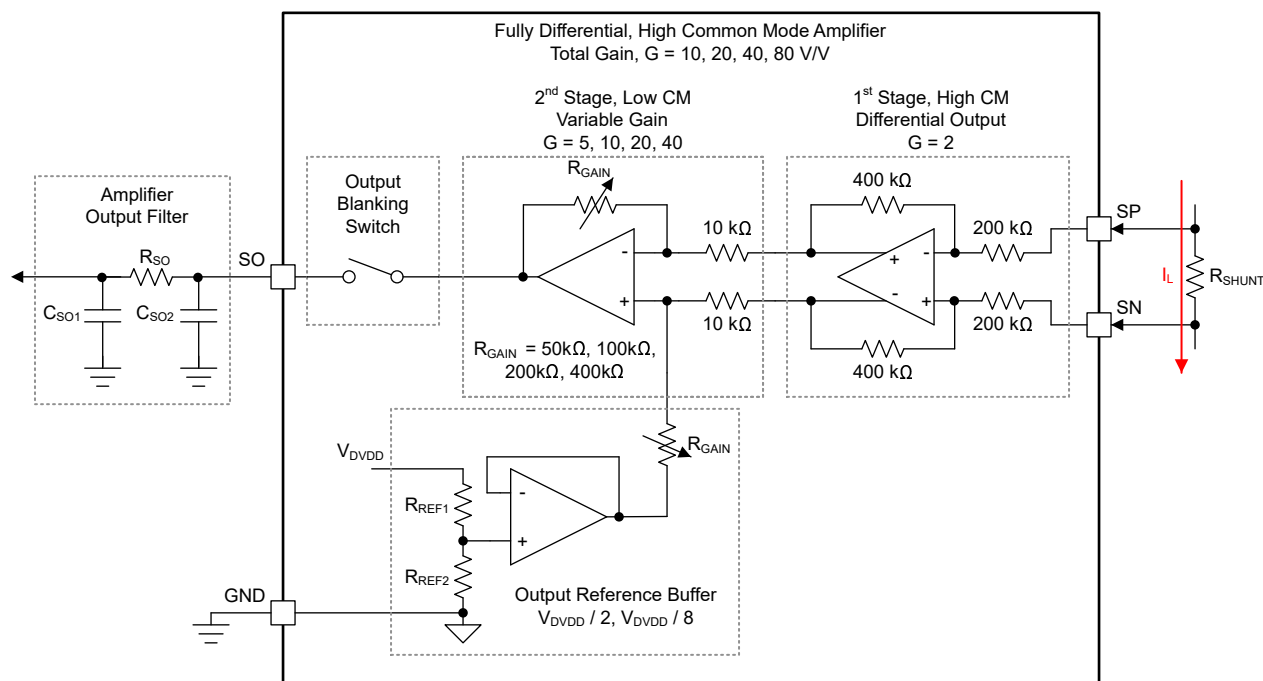 Fully Differential, High Common Mode Amplifier
Total Gain, G = 10, 20, 40, 80 V/V
2nd Stage, Low CM
Variable Gain
G = 5, 10, 20, 40
1st Stage, High CM
Differential Output
G = 2
Amplifier
Output Filter
Output
Blanking
Switch
RGAIN
400 kΩ
SP
10 kΩ
200 kΩ
RSO
SO
-
+
+
-
-
+
IL
RSHUNT
CSO1
CSO2
10 kΩ
200 kΩ
SN
RGAIN = 50kΩ, 100kΩ,
200kΩ, 400kΩ
400 kΩ
VDVDD
RGAIN
RREF1
-
+
RREF2
GND
Output Reference Buffer
VDVDD / 2, VDVDD / 8